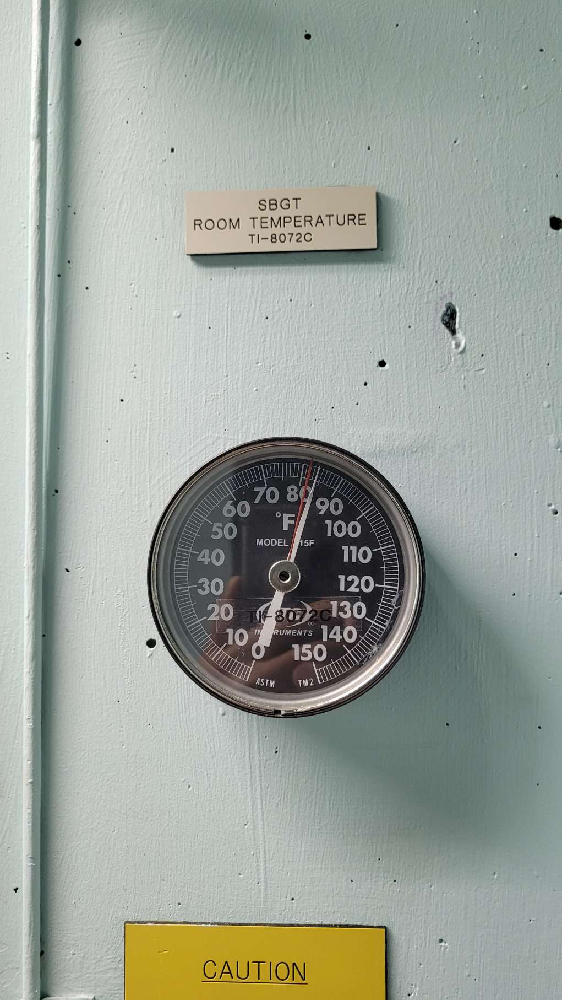 SBGT
ROOM TEMPERATURE
TI-8072C
70 80 90
60 100
50 110
40 120
30 130
20 140
10 150
0
°F
MODEL 15F
TI-8072C
®
INSTRUMENTS
ASTM TM2
CAUTION